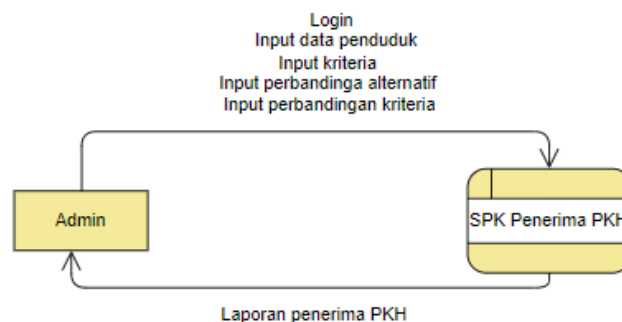 Login
Input data penduduk
Input kriteria
Input perbandinga alternatif
Input perbandingan kriteria
Admin
SPK Penerima PKH
Laporan penerima PKH